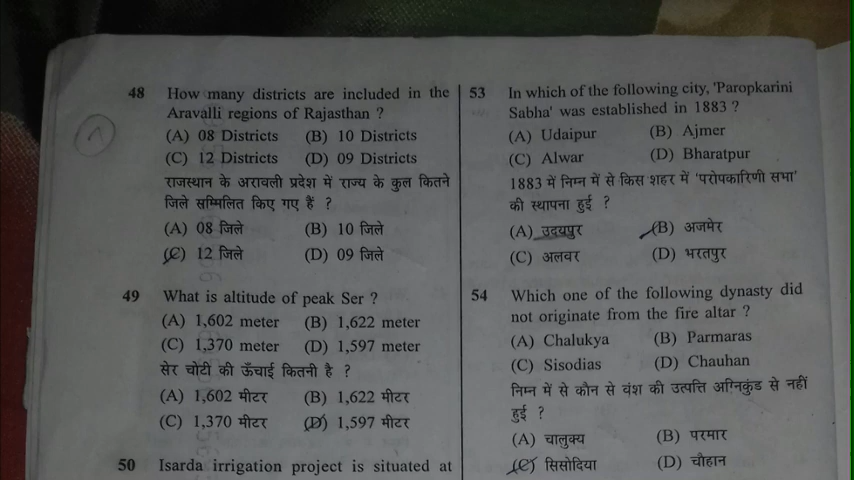 48 How many districts are included in the
Aravalli regions of Rajasthan ?
(A) 08 Districts (B) 10 Districts
(C) 12 Districts (D) 09 Districts
राजस्थान के अरावली प्रदेश में राज्य के कुल कितने
जिले सम्मिलित किए गए हैं ?
(A) 08 जिले (B) 10 जिले
(C) 12 जिले (D) 09 जिले
49 What is altitude of peak Ser ?
(A) 1,602 meter (B) 1,622 meter
(C) 1,370 meter (D) 1,597 meter
सेर चोटी की ऊँचाई कितनी है ?
(A) 1,602 मीटर (B) 1,622 मीटर
(C) 1,370 मीटर (D) 1,597 मीटर
50 Isarda irrigation project is situated at
53 In which of the following city, 'Paropkarini
Sabha' was established in 1883 ?
(A) Udaipur (B) Ajmer
(C) Alwar (D) Bharatpur
1883 में निम्न में से किस शहर में 'परोपकारिणी सभा'
की स्थापना हुई ?
(A) उदयपुर (B) अजमेर
(C) अलवर (D) भरतपुर
54 Which one of the following dynasty did
not originate from the fire altar ?
(A) Chalukya (B) Parmaras
(C) Sisodias (D) Chauhan
निम्न में से कौन से वंश की उत्पत्ति अग्निकुंड से नहीं
हुई ?
(A) चालुक्य (B) परमार
(C) सिसोदिया (D) चौहान